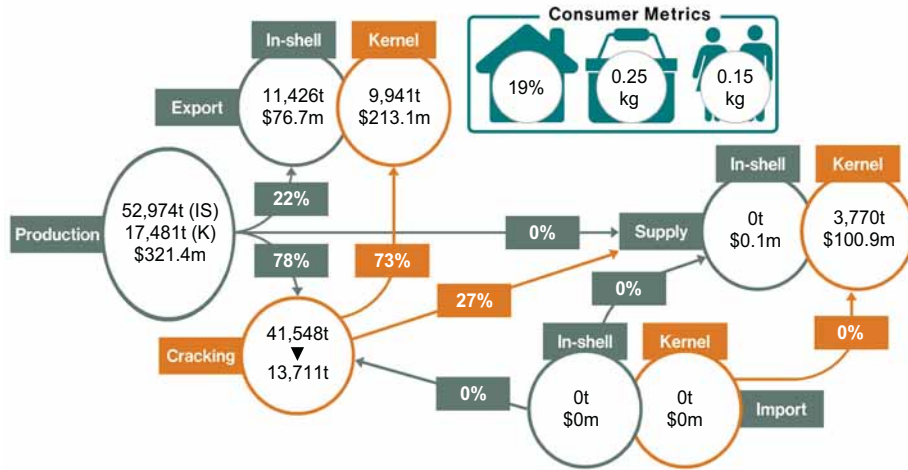 Consumer Metrics
19%
0.25
kg
0.15
kg
In-shell
Kernel
Export
11,426t
$76.7m
9,941t
$213.1m
Production
52,974t (IS)
17,481t (K)
$321.4m
22%
78%
73%
0%
27%
Supply
In-shell
Kernel
0t
$0.1m
3,770t
$100.9m
Cracking
41,548t
▼
13,711t
0%
0%
0%
In-shell
Kernel
0t
$0m
0t
$0m
Import